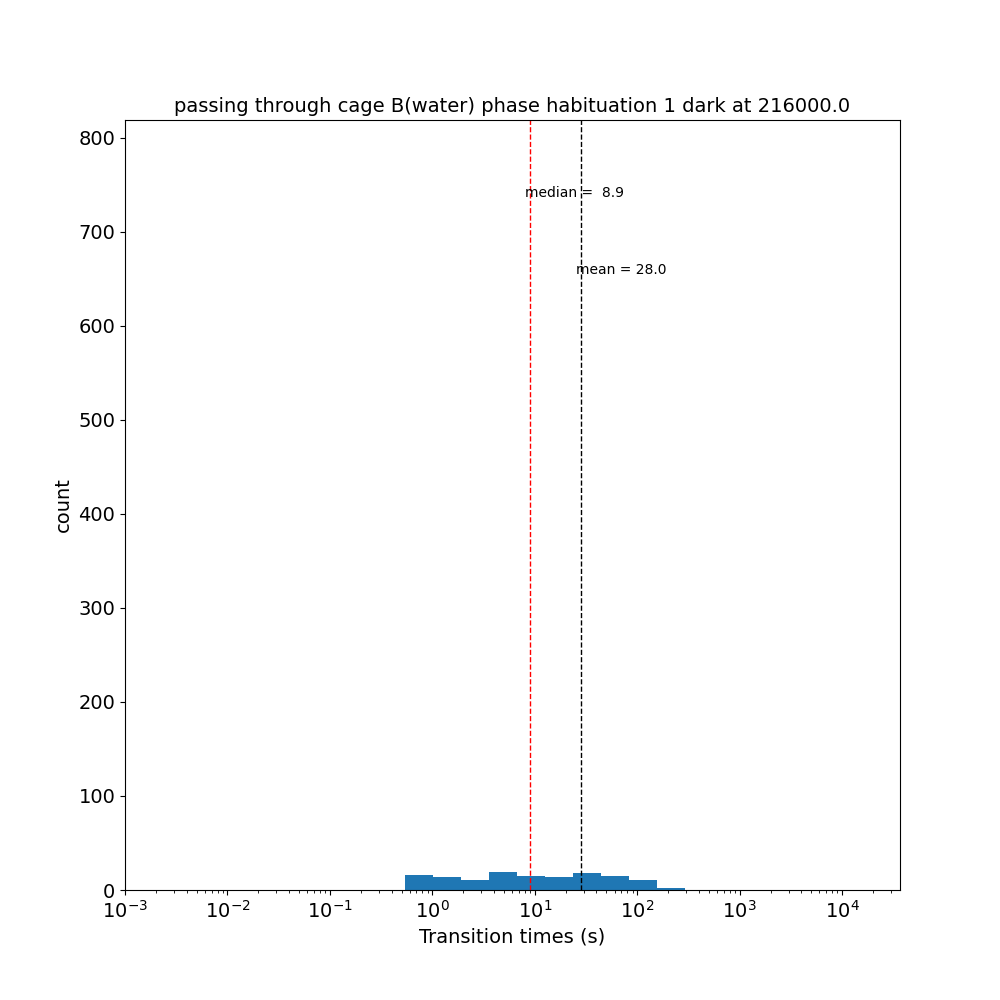 passing through cage B(water) phase habituation 1 dark at 216000.0
800
median =  8.9
700
mean = 28.0
600
500
count
400
300
200
100
0
10⁻³ 10⁻² 10⁻¹ 10⁰ 10¹ 10² 10³ 10⁴
Transition times (s)